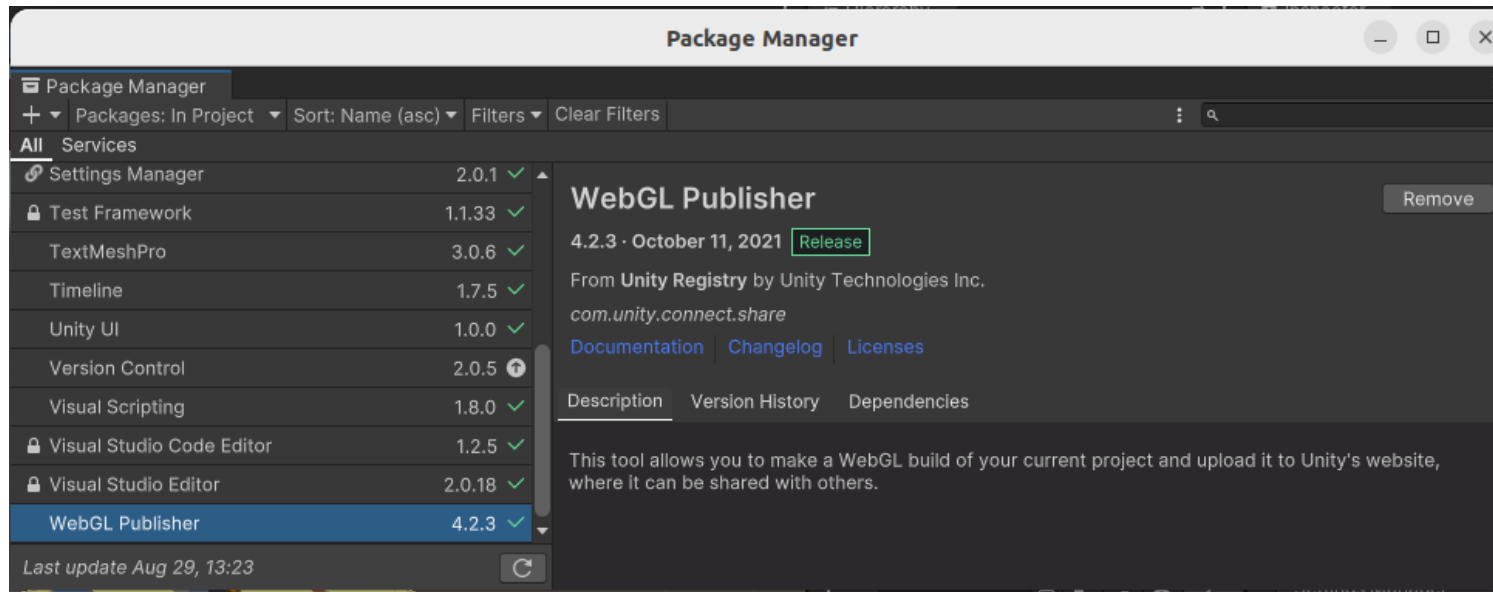 Package Manager
Package Manager
Packages: In Project Sort: Name (asc) Filters Clear Filters
All Services
Settings Manager 2.0.1
Test Framework 1.1.33
TextMeshPro 3.0.6
Timeline 1.7.5
Unity UI 1.0.0
Version Control 2.0.5
Visual Scripting 1.8.0
Visual Studio Code Editor 1.2.5
Visual Studio Editor 2.0.18
WebGL Publisher 4.2.3
Last update Aug 29, 13:23
WebGL Publisher
Remove
4.2.3 · October 11, 2021 Release
From Unity Registry by Unity Technologies Inc.
com.unity.connect.share
Documentation Changelog Licenses
Description Version History Dependencies
This tool allows you to make a WebGL build of your current project and upload it to Unity's website,
where it can be shared with others.